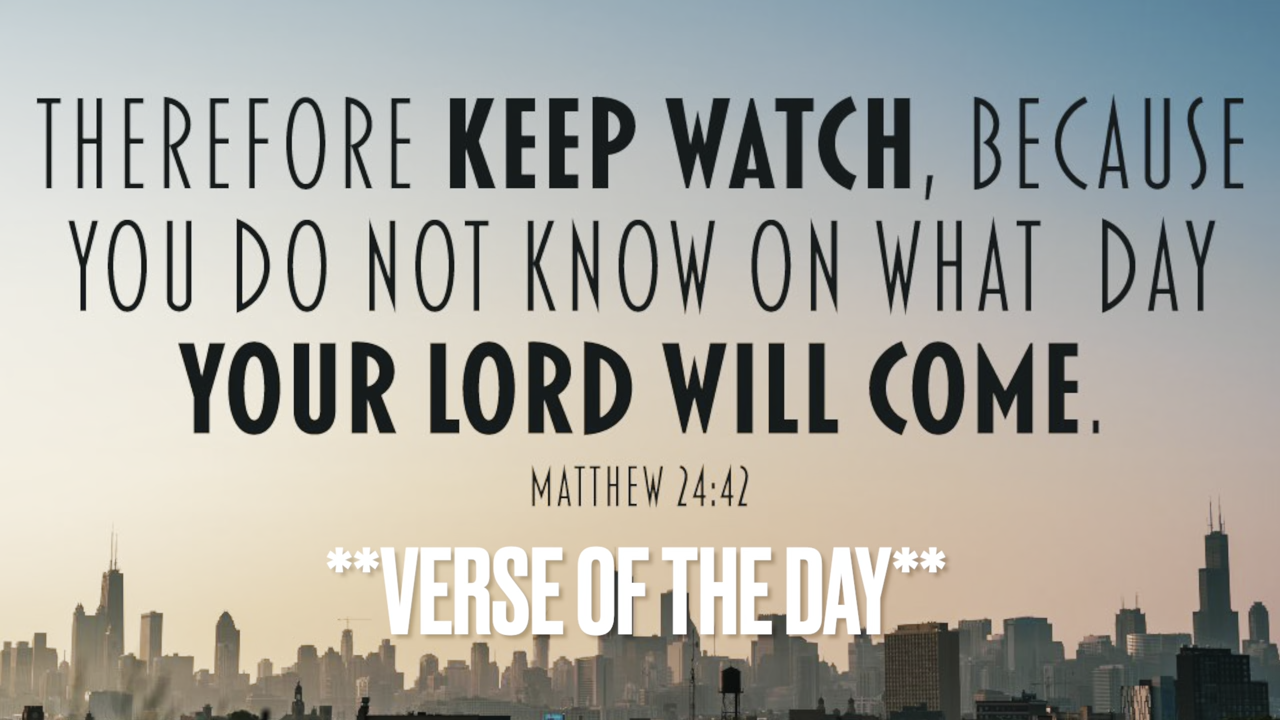 THEREFORE KEEP WATCH, BECAUSE
YOU DO NOT KNOW ON WHAT DAY
YOUR LORD WILL COME.
MATTHEW 24:42
**VERSE OF THE DAY**